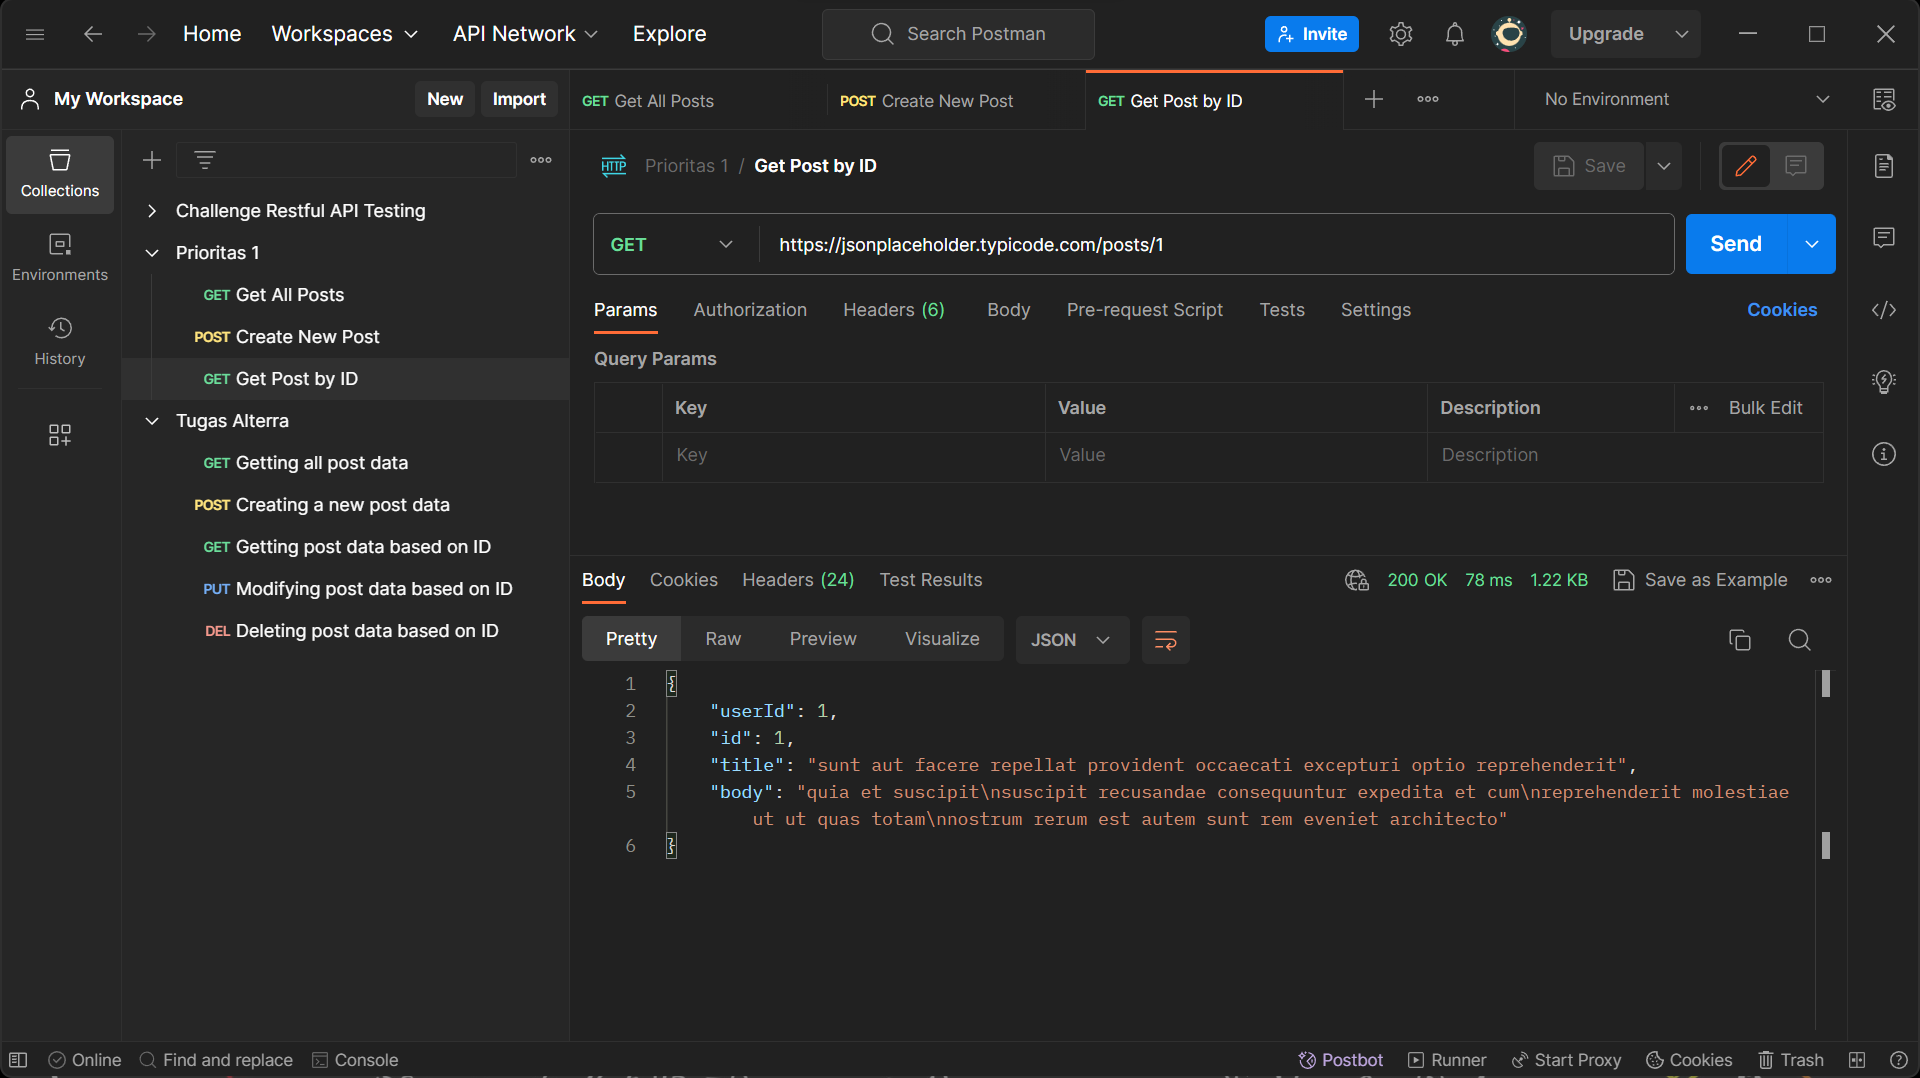 Home
Workspaces
API Network
Explore
Search Postman
Invite
Upgrade
My Workspace
New
Import
GET Get All Posts
POST Create New Post
GET Get Post by ID
No Environment
Collections
Environments
History
Challenge Restful API Testing
Prioritas 1
GET Get All Posts
POST Create New Post
GET Get Post by ID
Tugas Alterra
GET Getting all post data
POST Creating a new post data
GET Getting post data based on ID
PUT Modifying post data based on ID
DEL Deleting post data based on ID
HTTP Prioritas 1 / Get Post by ID
Save
GET https://jsonplaceholder.typicode.com/posts/1
Send
Params Authorization Headers (6) Body Pre-request Script Tests Settings Cookies
Query Params
Key Value Description Bulk Edit
Key Value Description
Body Cookies Headers (24) Test Results
200 OK 78 ms 1.22 KB Save as Example
Pretty Raw Preview Visualize JSON
1 {
2 "userId": 1,
3 "id": 1,
4 "title": "sunt aut facere repellat provident occaecati excepturi optio reprehenderit",
5 "body": "quia et suscipit\nsuscipit recusandae consequuntur expedita et cum\nreprehenderit molestiae
ut ut quas totam\nnostrum rerum est autem sunt rem eveniet architecto"
6 }
Online Find and replace Console
Postbot Runner Start Proxy Cookies Trash